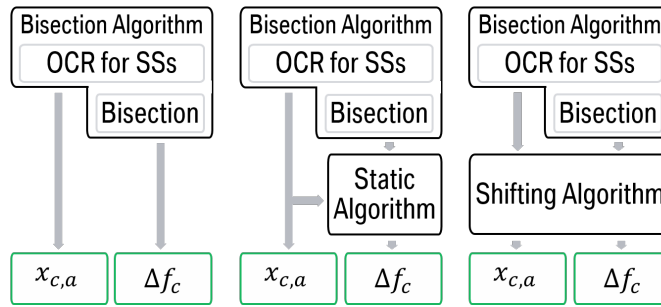 Bisection Algorithm
OCR for SSs
Bisection
x_{c,a}
Δf_c
Bisection Algorithm
OCR for SSs
Bisection
Static
Algorithm
x_{c,a}
Δf_c
Bisection Algorithm
OCR for SSs
Bisection
Shifting Algorithm
x_{c,a}
Δf_c